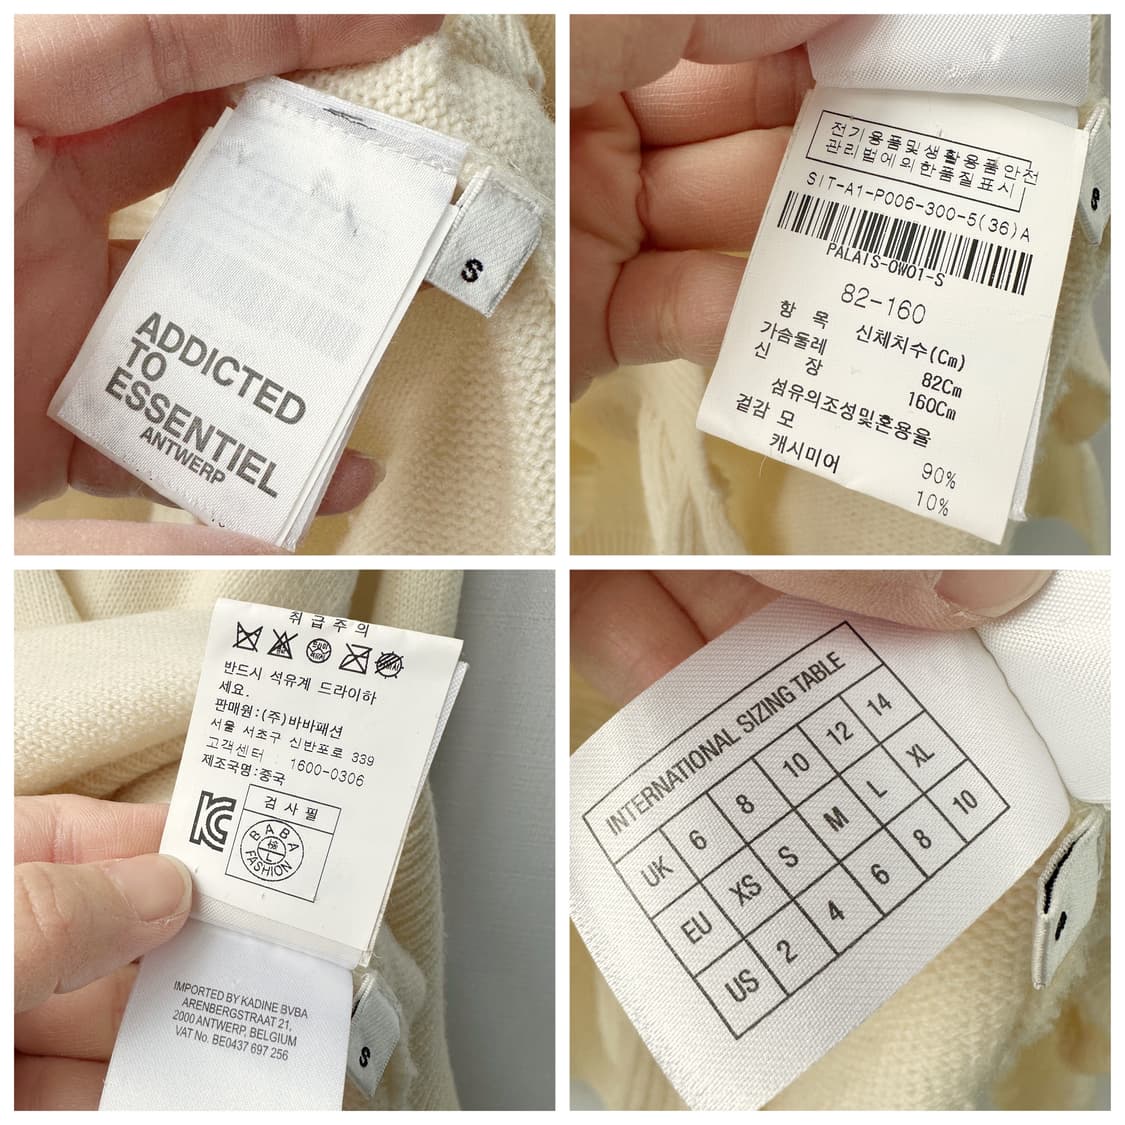 ADDICTED
TO
ESSENTIEL
ANTWERP
S
전기용품및생활용품안전
관리법에의한품질표시
SIT-A1-P006-300-5(36)A
PALAIS-OW01-S
82-160
항 목 신체치수(Cm)
가슴둘레 82Cm
신 장 160Cm
섬유의조성및혼용율
겉감 모 90%
캐시미어 10%
취급주의
반드시 석유계 드라이하
세요.
판매원:(주)바바패션
서울 서초구 신반포로 339
고객센터 : 1600-0306
제조국명:중국
검사필
BABA
FASHION
IMPORTED BY KADINE BVBA
ARENBERGSTRAAT 21,
2000 ANTWERP, BELGIUM
VAT No. BE0437 697 256
S
INTERNATIONAL SIZING TABLE
UK 6 8 10 12 14
EU XS S M L XL
US 2 4 6 8 10